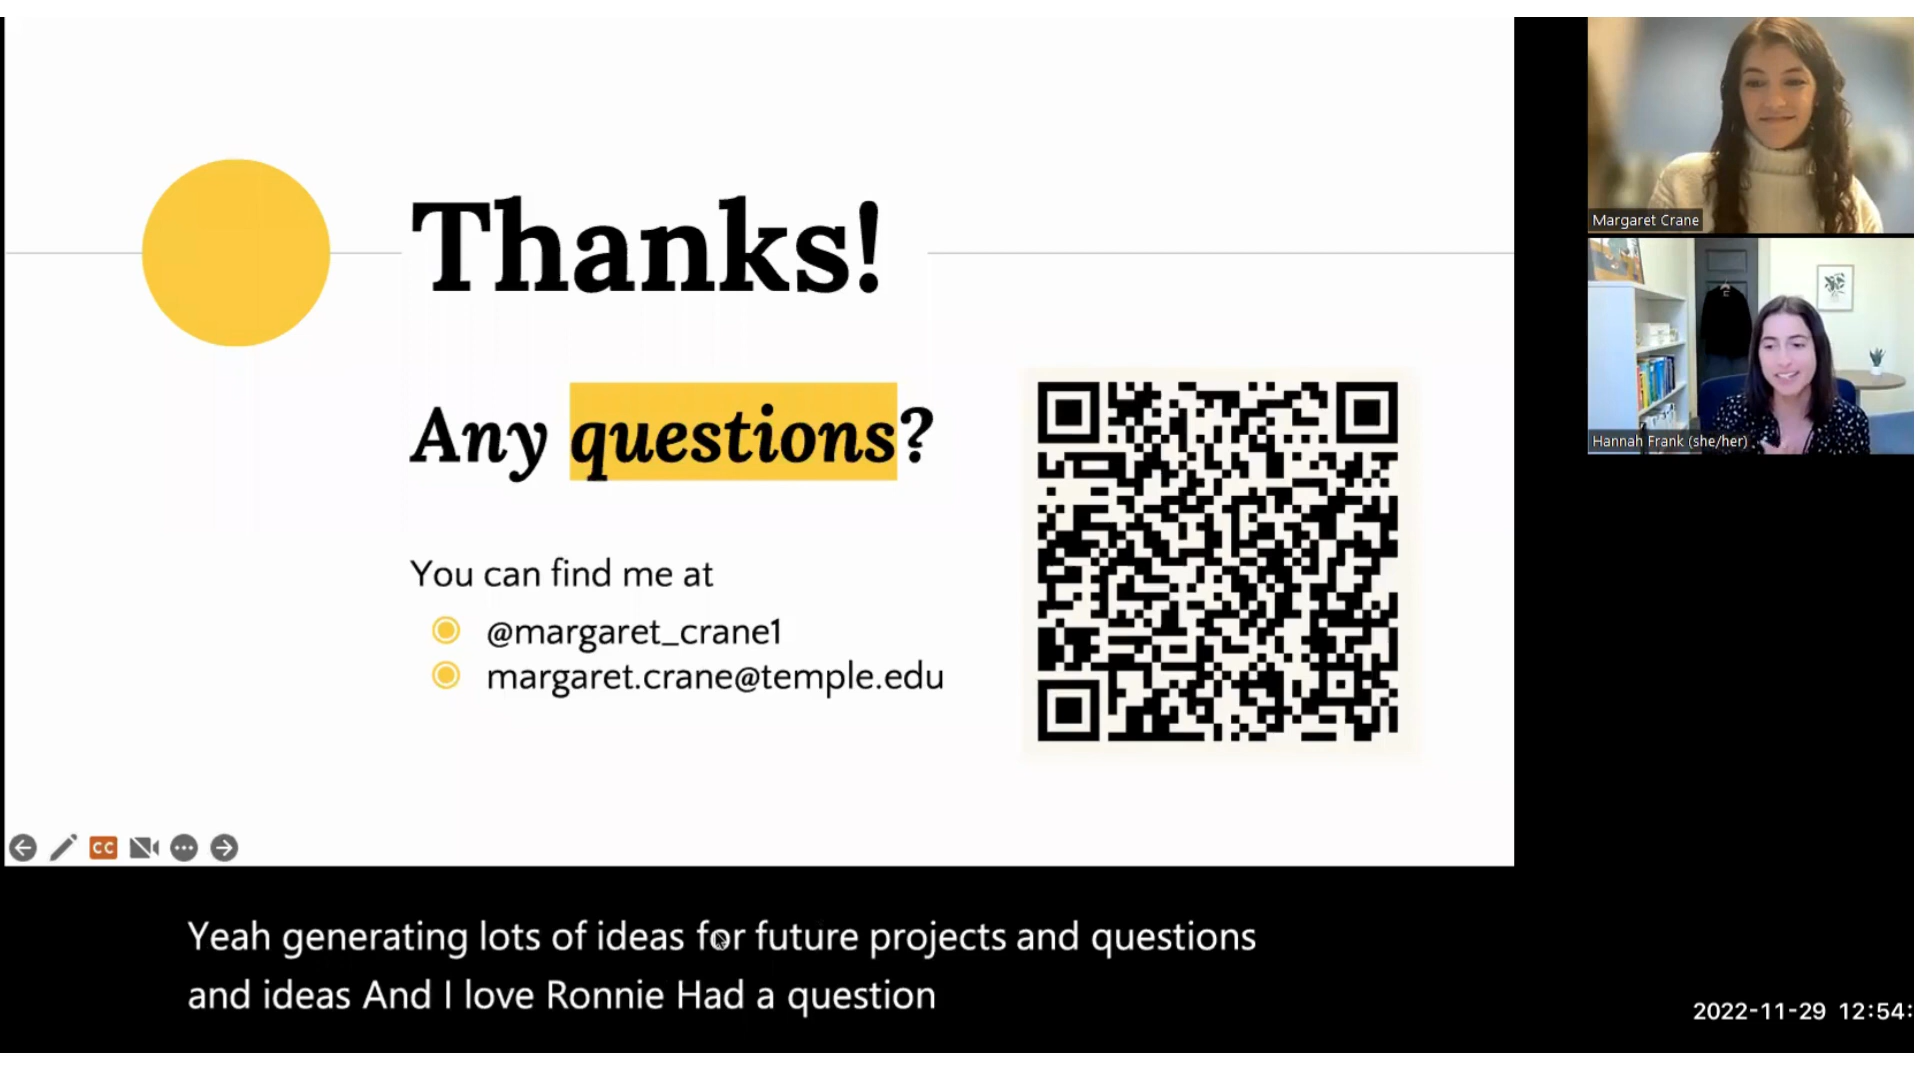 Thanks!
Any questions?
You can find me at
@margaret_crane1
margaret.crane@temple.edu
CC
Margaret Crane
Hannah Frank (she/her)
Yeah generating lots of ideas for future projects and questions
and ideas And I love Ronnie Had a question
2022-11-29 12:54: